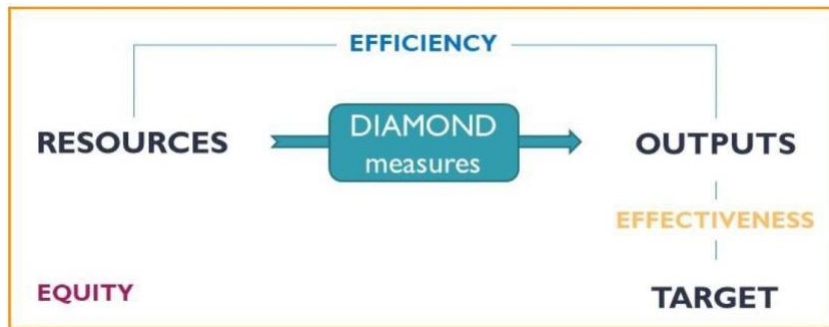 EFFICIENCY
RESOURCES
DIAMOND
measures
OUTPUTS
EFFECTIVENESS
EQUITY
TARGET